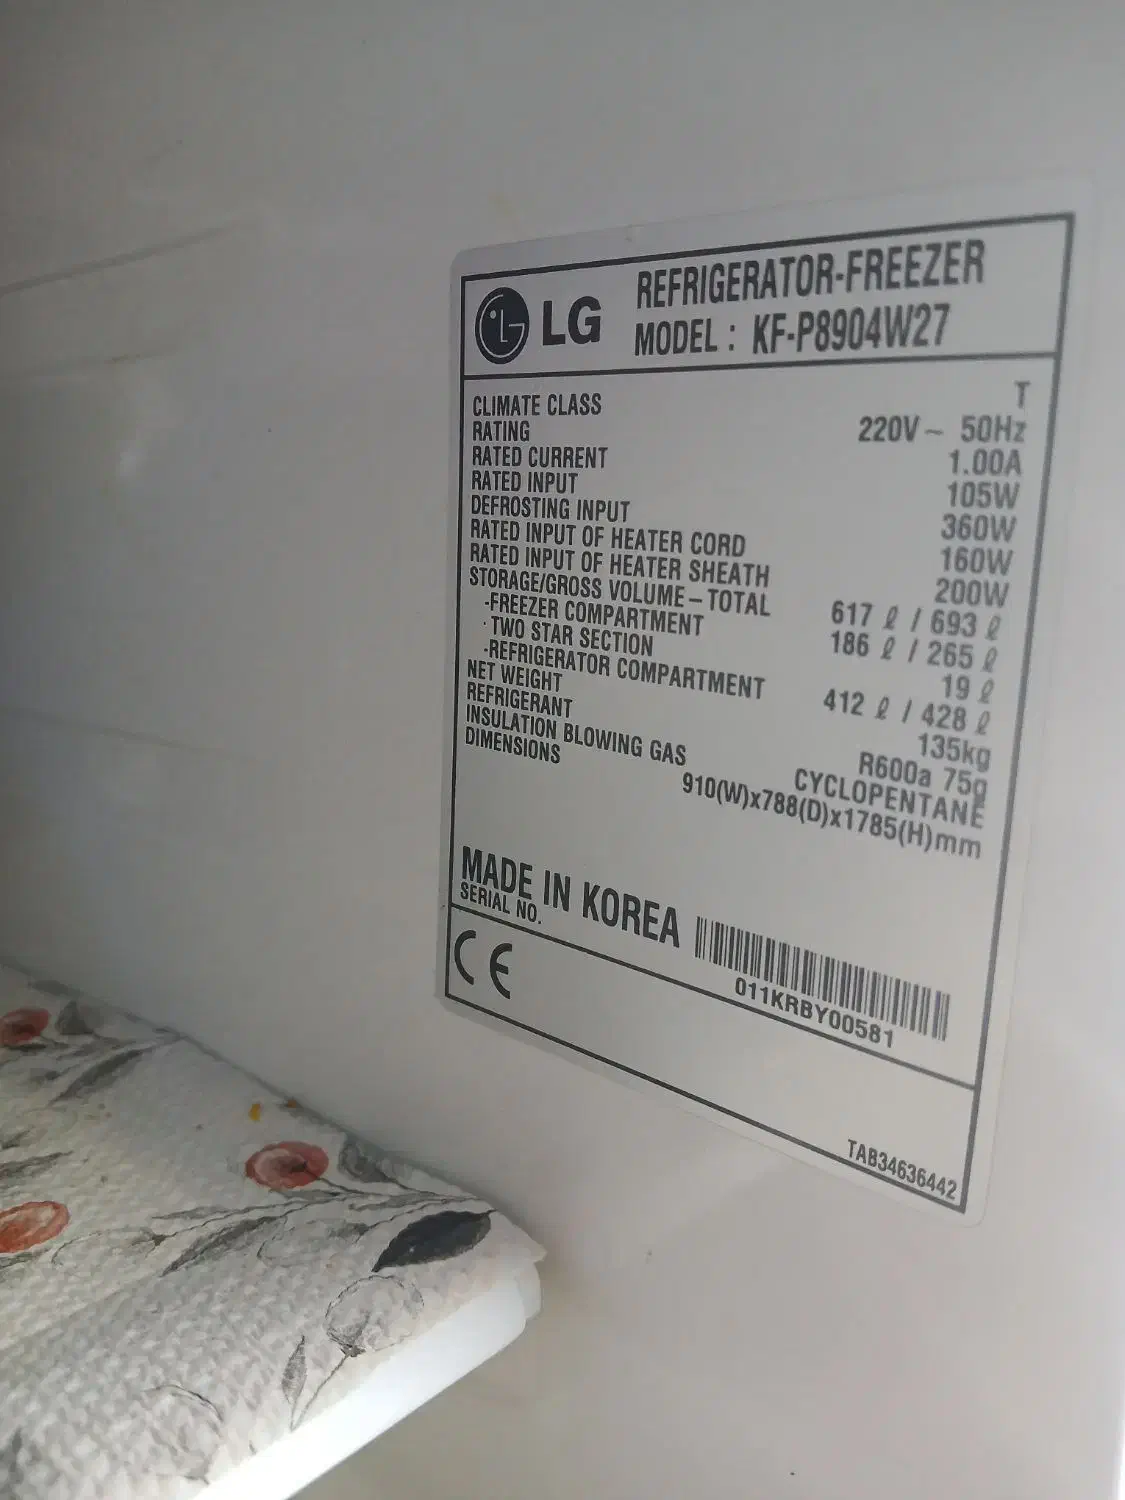 LG REFRIGERATOR-FREEZER
MODEL : KF-P8904W27
CLIMATE CLASS T
RATING 220V~ 50Hz
RATED CURRENT 1.00A
RATED INPUT 105W
DEFROSTING INPUT 360W
RATED INPUT OF HEATER CORD 160W
RATED INPUT OF HEATER SHEATH 200W
STORAGE/GROSS VOLUME-TOTAL 617 ℓ / 693 ℓ
-FREEZER COMPARTMENT 186 ℓ / 265 ℓ
·TWO STAR SECTION 19 ℓ
-REFRIGERATOR COMPARTMENT 412 ℓ / 428 ℓ
NET WEIGHT 135kg
REFRIGERANT R600a 75g
INSULATION BLOWING GAS CYCLOPENTANE
DIMENSIONS 910(W)x788(D)x1785(H)mm
MADE IN KOREA
SERIAL NO.
011KRBY00581
CE
TAB34636442